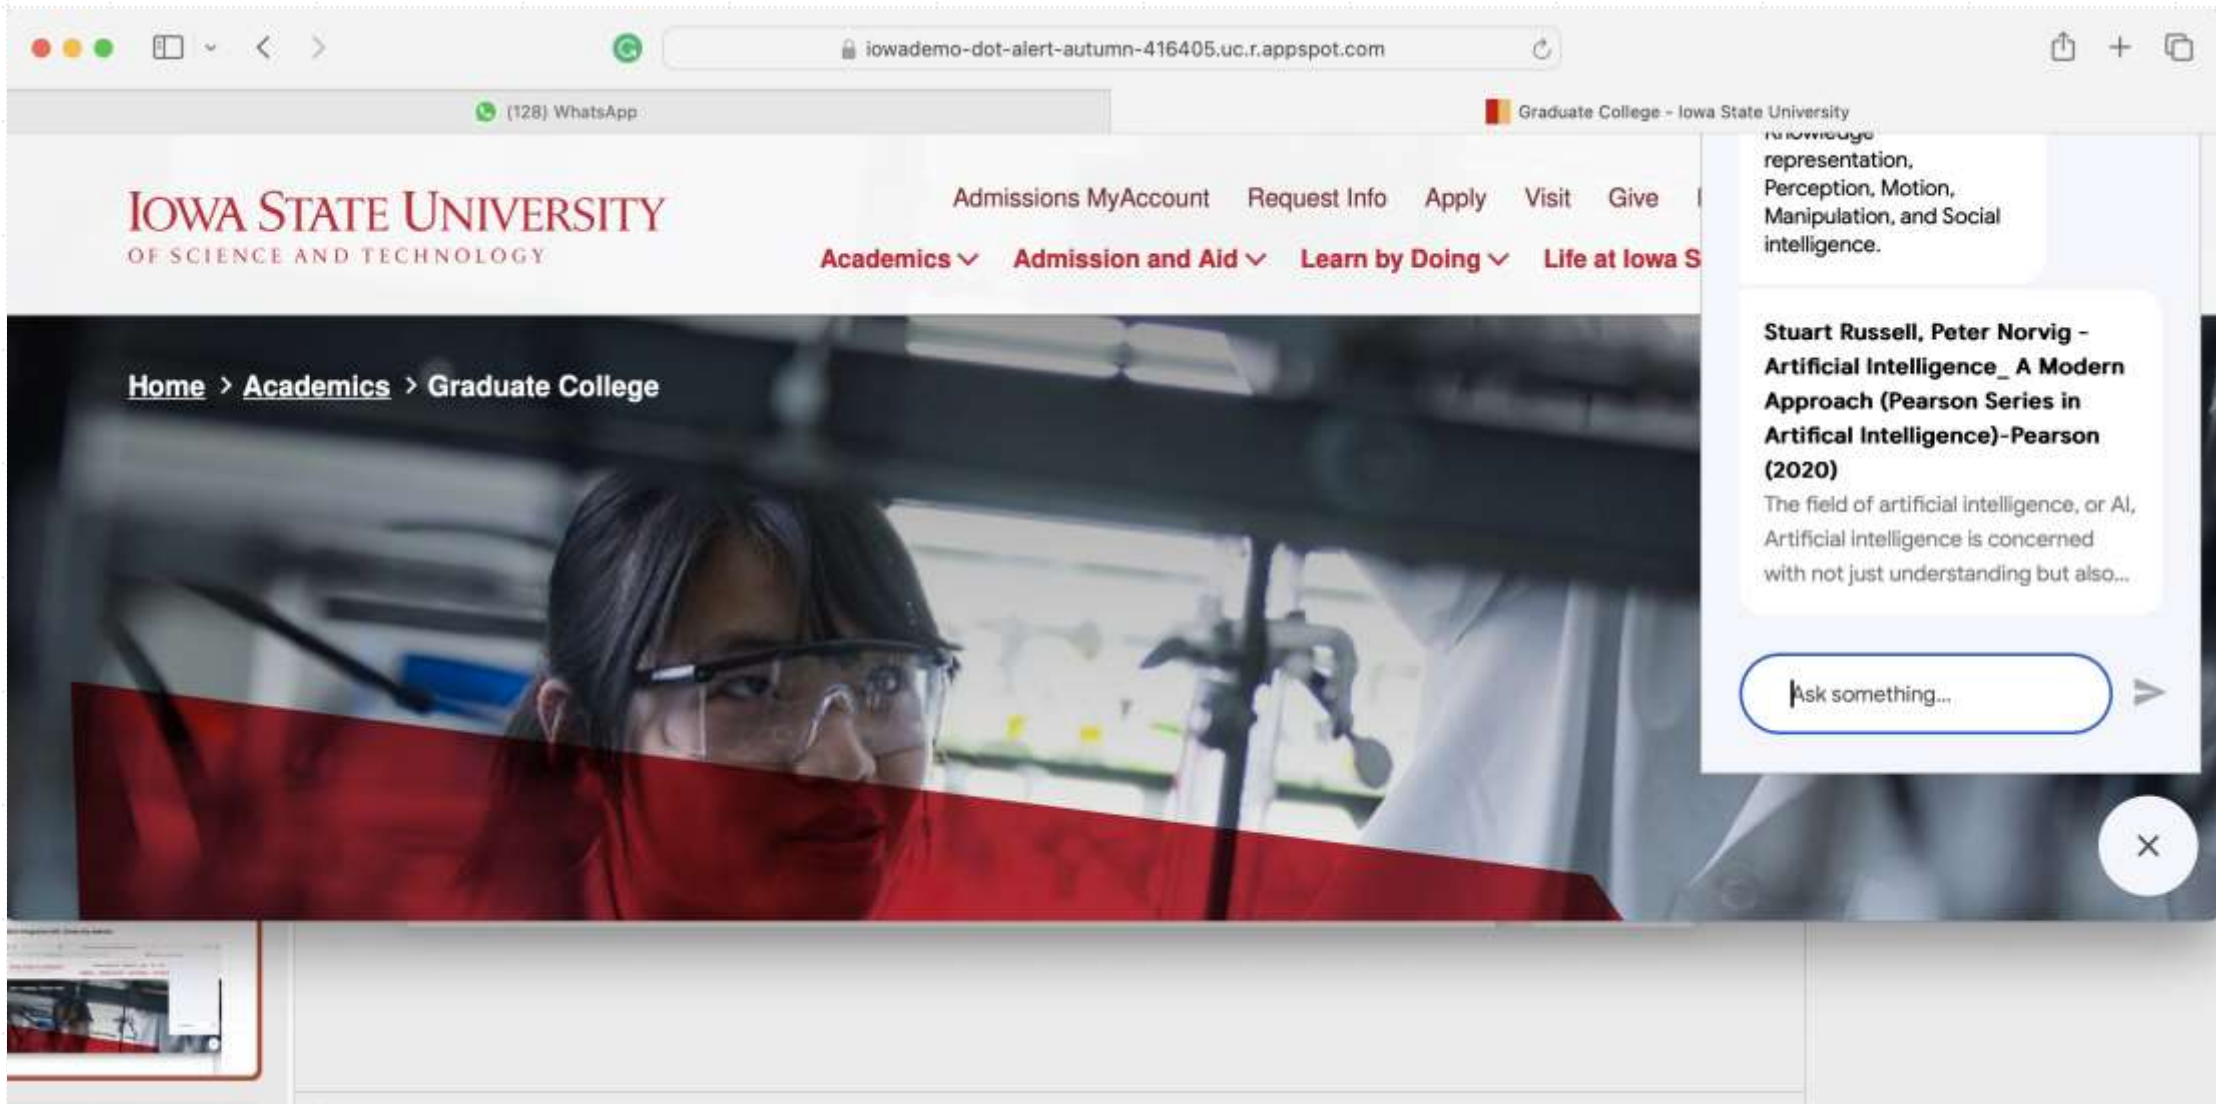 iowademo-dot-alert-autumn-416405.uc.r.appspot.com
(128) WhatsApp
Graduate College - Iowa State University
IOWA STATE UNIVERSITY
OF SCIENCE AND TECHNOLOGY
Admissions MyAccount Request Info Apply Visit Give
Academics Admission and Aid Learn by Doing Life at Iowa S
Home > Academics > Graduate College
Knowledge
representation,
Perception, Motion,
Manipulation, and Social
intelligence.
Stuart Russell, Peter Norvig -
Artificial Intelligence_ A Modern
Approach (Pearson Series in
Artifical Intelligence)-Pearson
(2020)
The field of artificial intelligence, or AI,
Artificial intelligence is concerned
with not just understanding but also...
Ask something...